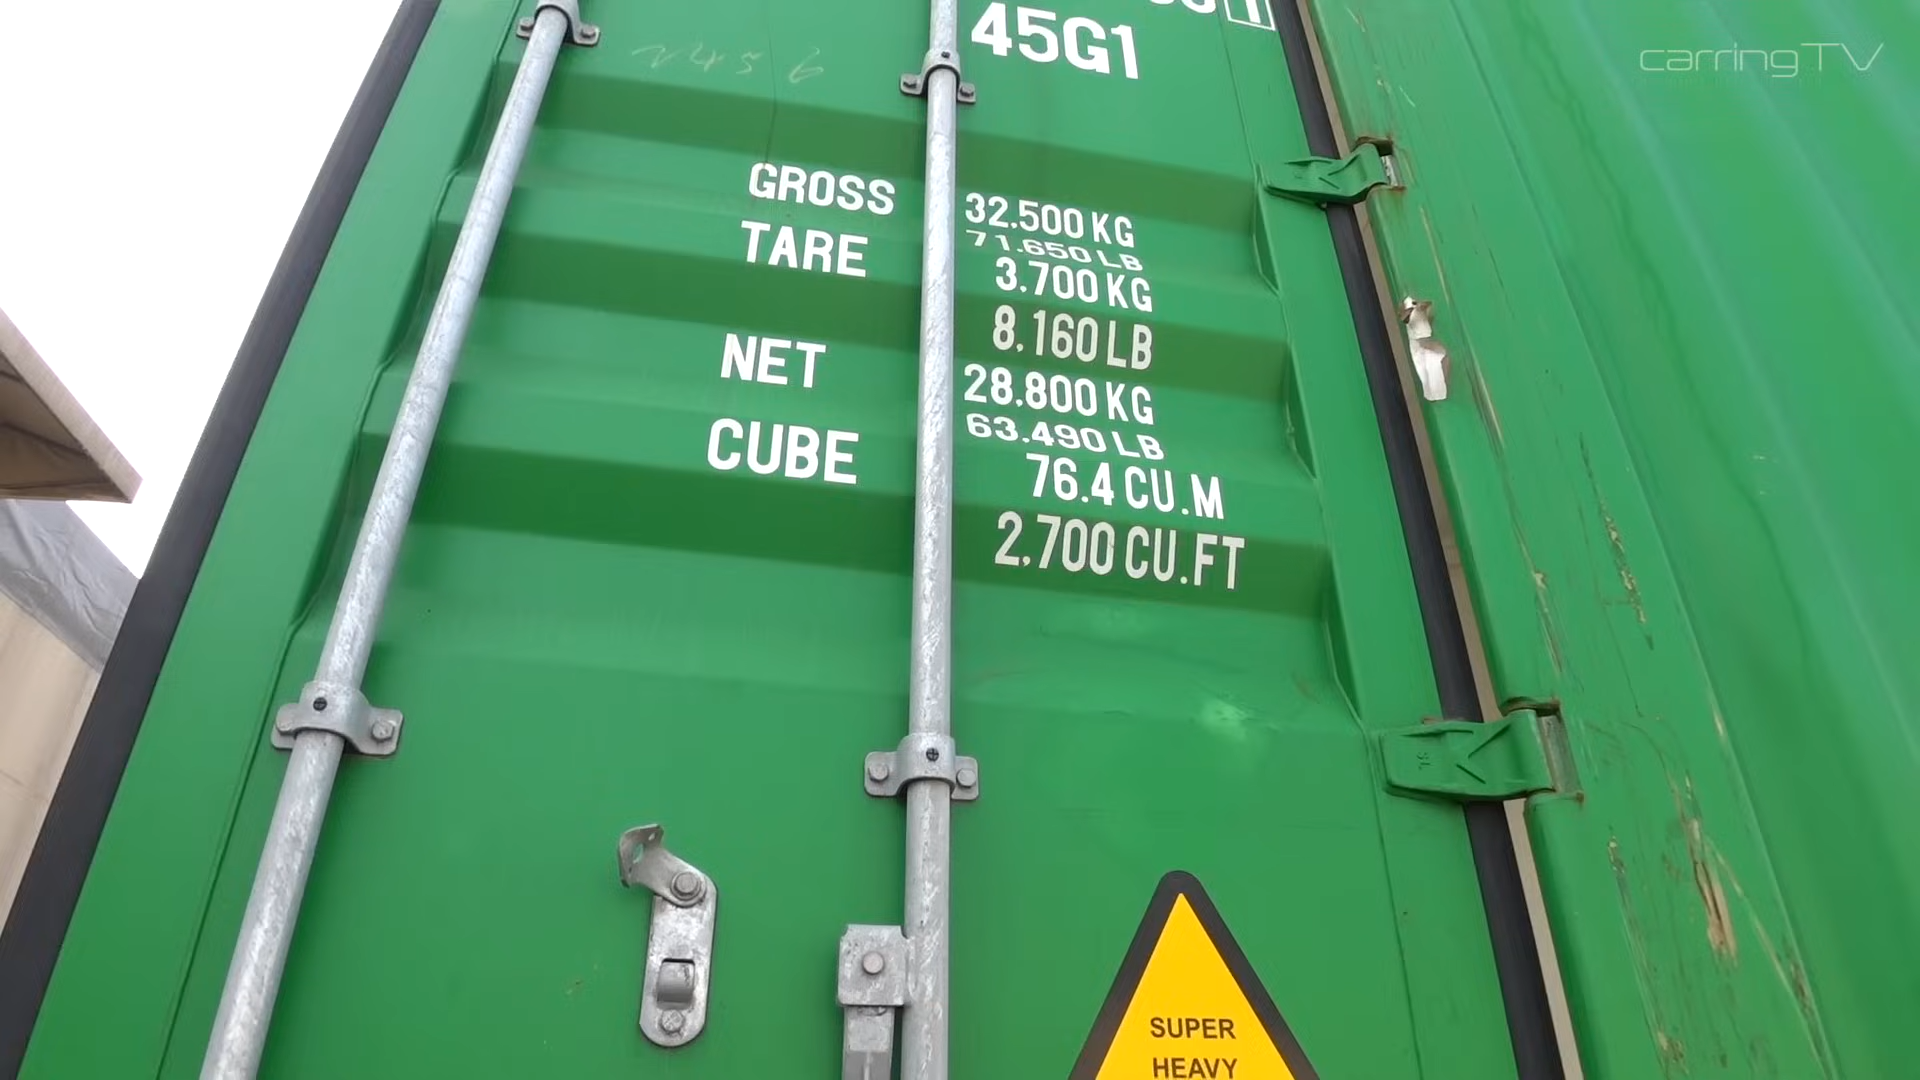 45G1
carringTV
2456
GROSS 32.500 KG
71.650 LB
TARE 3.700 KG
8.160 LB
NET 28.800 KG
63.490 LB
CUBE 76.4 CU.M
2,700 CU.FT
SUPER
HEAVY